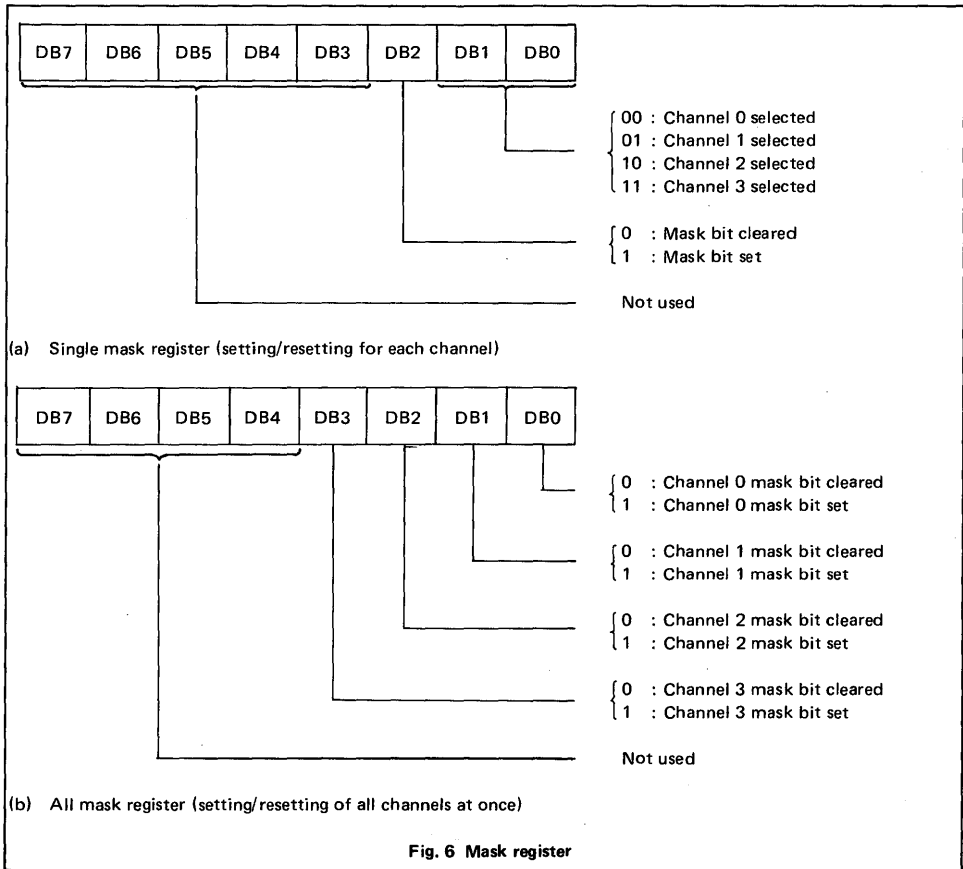 DB7 DB6 DB5 DB4 DB3 DB2 DB1 DB0
00 : Channel 0 selected
01 : Channel 1 selected
10 : Channel 2 selected
11 : Channel 3 selected
0 : Mask bit cleared
1 : Mask bit set
Not used
(a) Single mask register (setting/resetting for each channel)
DB7 DB6 DB5 DB4 DB3 DB2 DB1 DB0
0 : Channel 0 mask bit cleared
1 : Channel 0 mask bit set
0 : Channel 1 mask bit cleared
1 : Channel 1 mask bit set
0 : Channel 2 mask bit cleared
1 : Channel 2 mask bit set
0 : Channel 3 mask bit cleared
1 : Channel 3 mask bit set
Not used
(b) All mask register (setting/resetting of all channels at once)
Fig. 6 Mask register